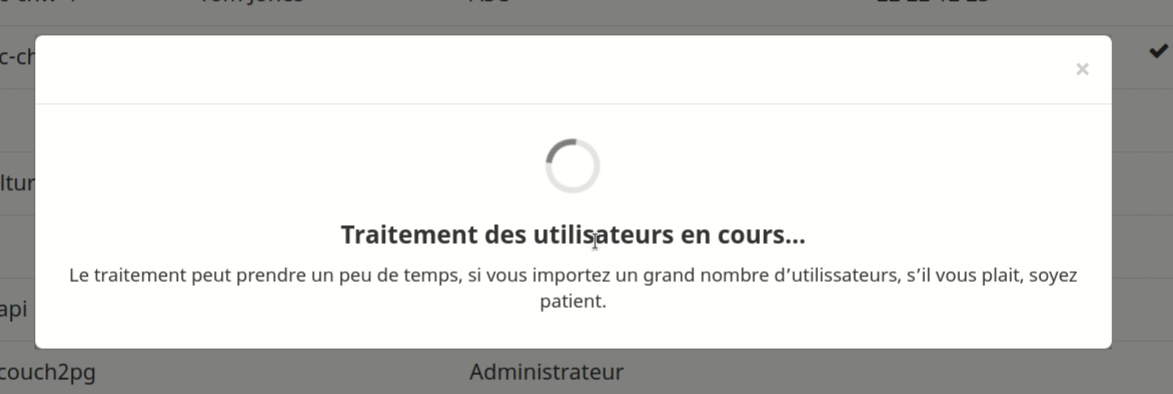 c-ch
Traitement des utilisateurs en cours...
Le traitement peut prendre un peu de temps, si vous importez un grand nombre d’utilissateurs, s’il vous plait, soyez
patient.
ltur
api
couch2pg Administrateur